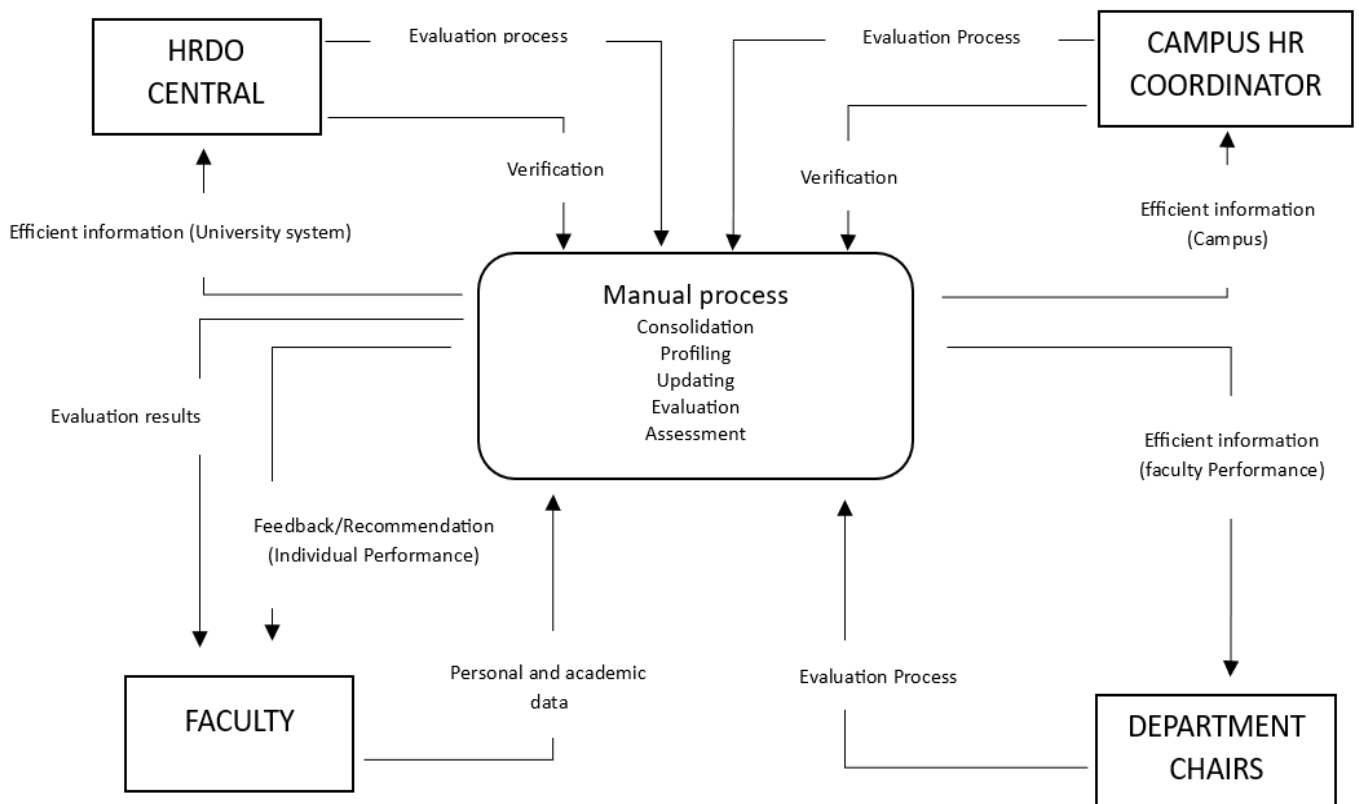 HRDO
CENTRAL
Evaluation process
Evaluation Process
CAMPUS HR
COORDINATOR
Verification
Verification
Efficient information (University system)
Efficient information
(Campus)
Manual process
Consolidation
Profiling
Updating
Evaluation
Assessment
Evaluation results
Efficient information
(faculty Performance)
Feedback/Recommendation
(Individual Performance)
Personal and academic
data
Evaluation Process
FACULTY
DEPARTMENT
CHAIRS